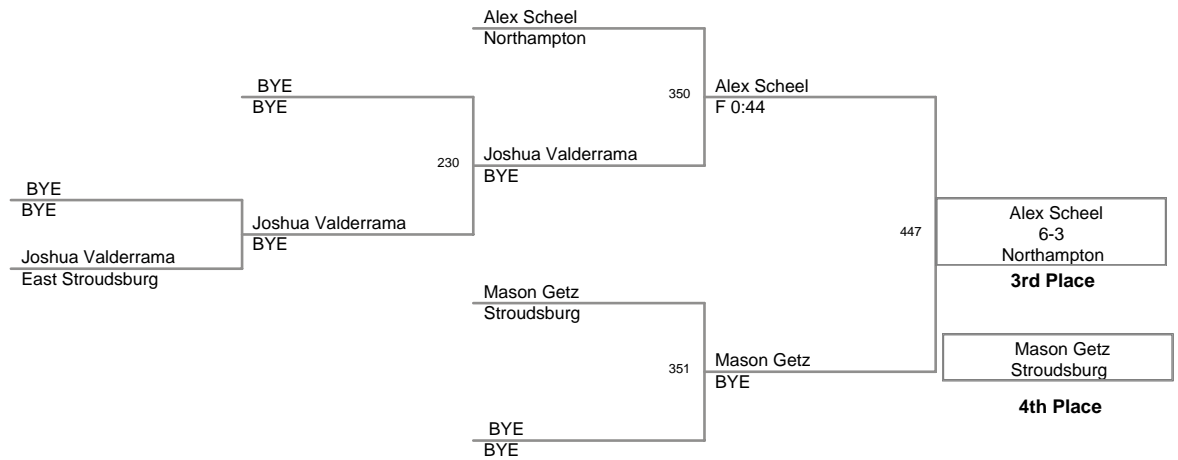 Alex Scheel
Northampton
BYE
BYE
350
Alex Scheel
F 0:44
230
Joshua Valderrama
BYE
BYE
BYE
Joshua Valderrama
BYE
Joshua Valderrama
East Stroudsburg
447
Alex Scheel
6-3
Northampton
3rd Place
Mason Getz
Stroudsburg
351
Mason Getz
BYE
Mason Getz
Stroudsburg
4th Place
BYE
BYE